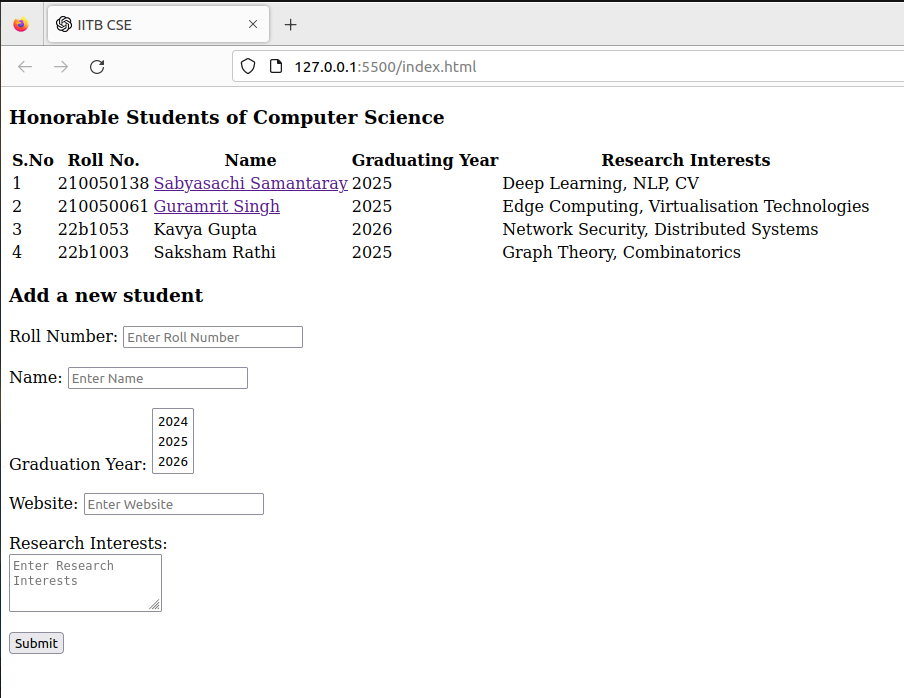 IITB CSE
127.0.0.1:5500/index.html
Honorable Students of Computer Science
S.No Roll No. Name Graduating Year Research Interests
1 210050138 Sabyasachi Samantaray 2025 Deep Learning, NLP, CV
2 210050061 Guramrit Singh 2025 Edge Computing, Virtualisation Technologies
3 22b1053 Kavya Gupta 2026 Network Security, Distributed Systems
4 22b1003 Saksham Rathi 2025 Graph Theory, Combinatorics
Add a new student
Roll Number: Enter Roll Number
Name: Enter Name
2024
2025
Graduation Year: 2026
Website: Enter Website
Research Interests:
Enter Research
Interests
Submit